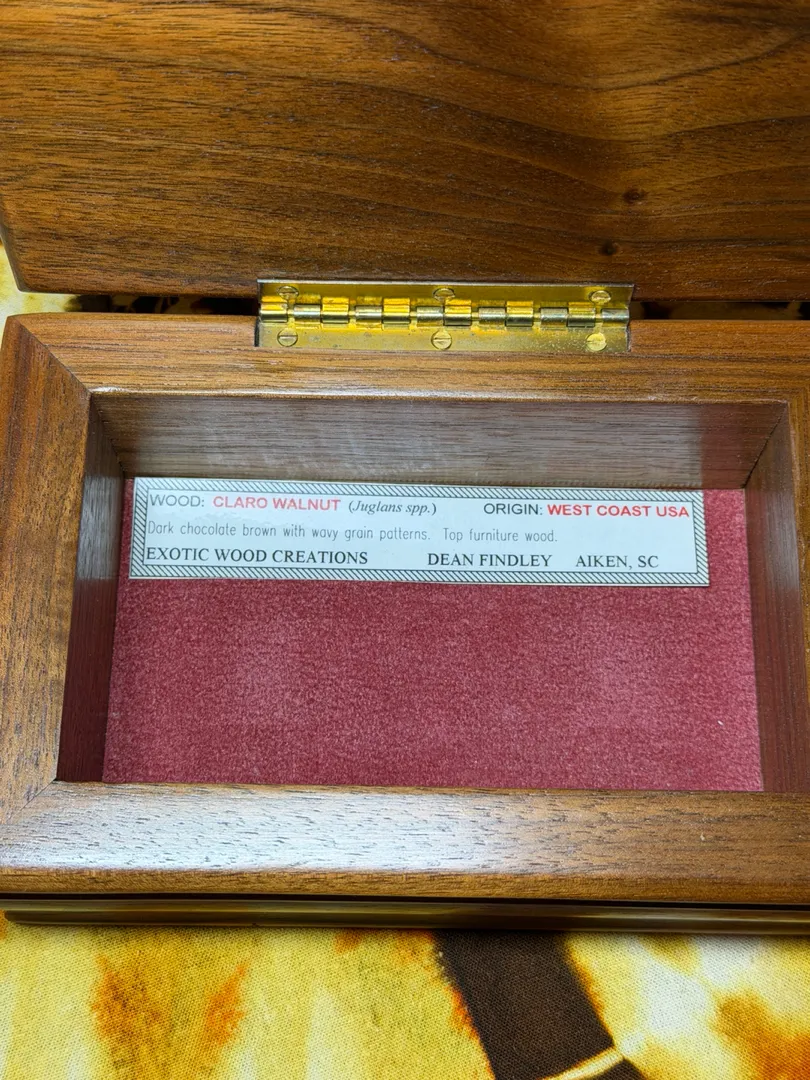 WOOD: CLARO WALNUT (Juglans spp.) ORIGIN: WEST COAST USA
Dark chocolate brown with wavy grain patterns. Top furniture wood.
EXOTIC WOOD CREATIONS DEAN FINDLEY AIKEN, SC